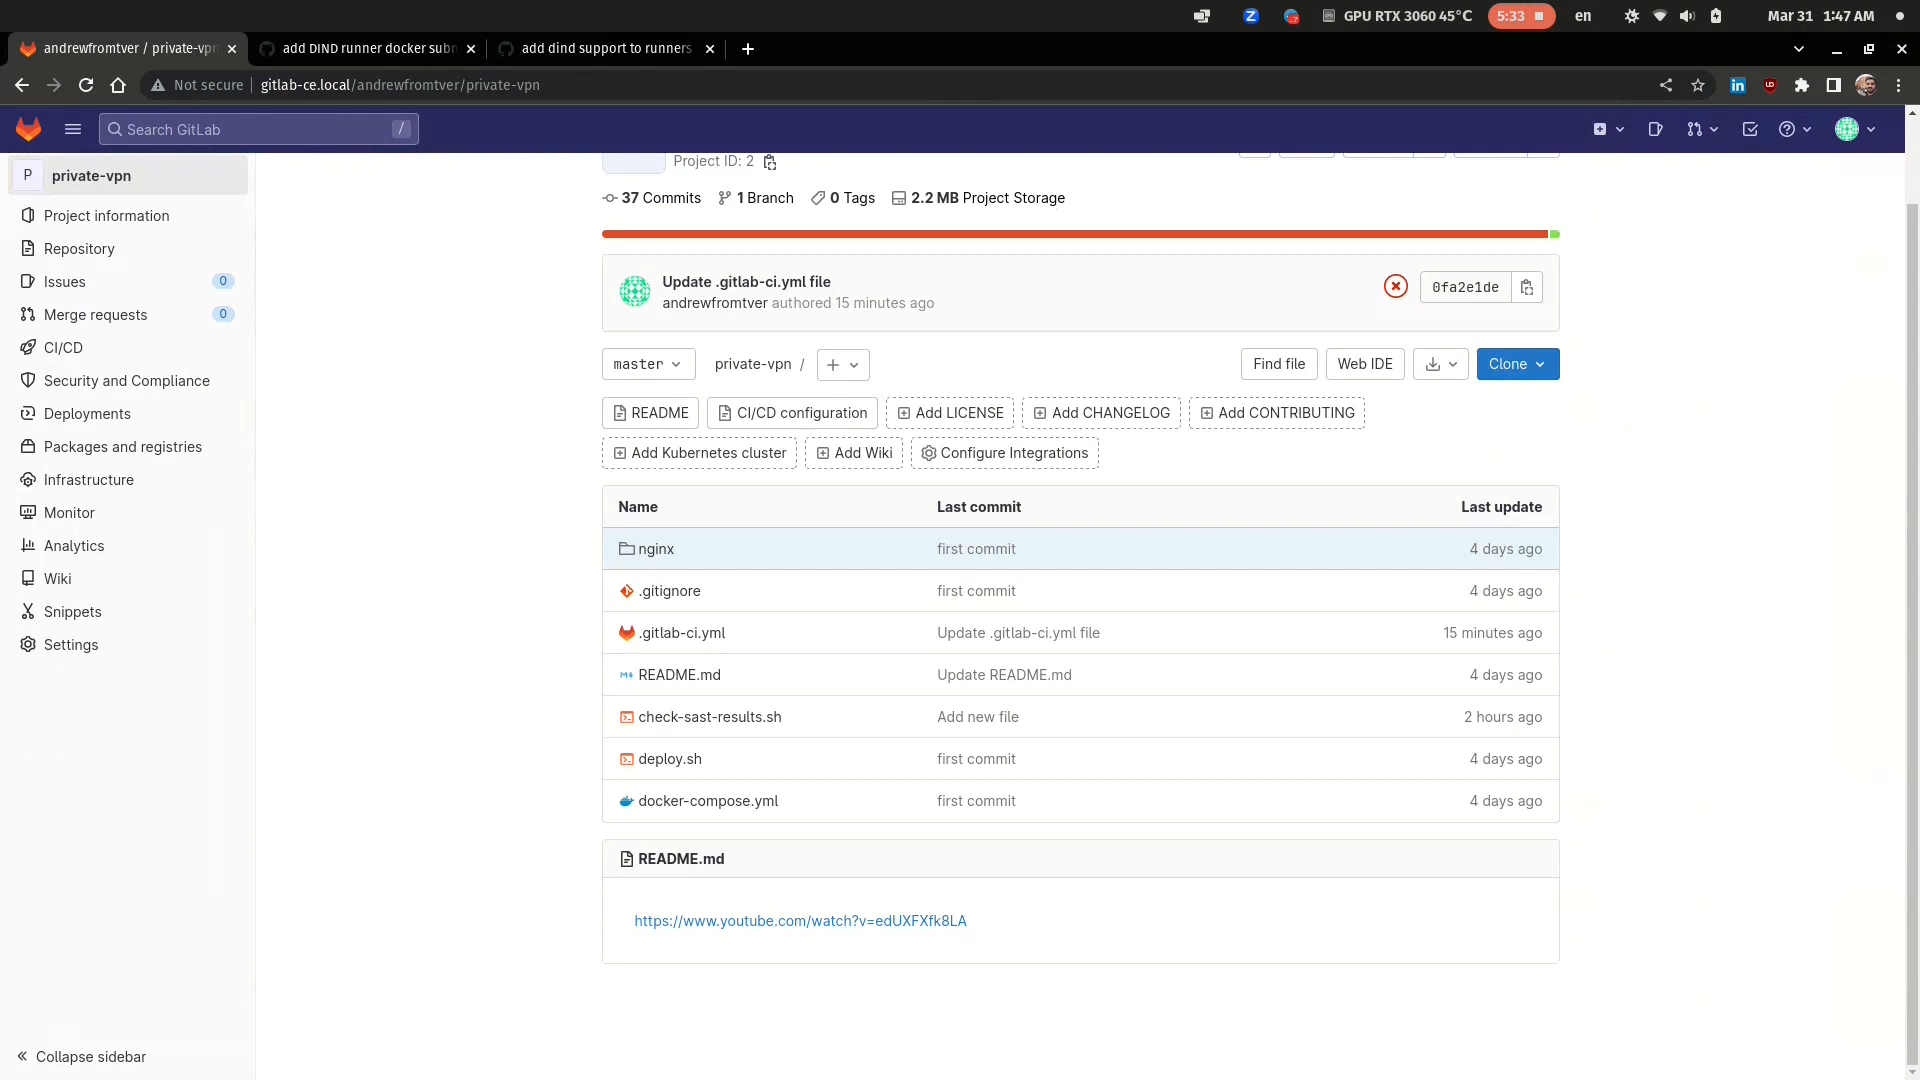 GPU RTX 3060 45°C
5:33
en
Mar 31 1:47 AM
andrewfromtver / private-vpn
add DIND runner docker subn
add dind support to runners
Not secure
gitlab-ce.local/andrewfromtver/private-vpn
Search GitLab
/
P private-vpn
Project information
Repository
Issues 0
Merge requests 0
CI/CD
Security and Compliance
Deployments
Packages and registries
Infrastructure
Monitor
Analytics
Wiki
Snippets
Settings
Collapse sidebar
Project ID: 2
37 Commits 1 Branch 0 Tags 2.2 MB Project Storage
Update .gitlab-ci.yml file
andrewfromtver authored 15 minutes ago
0fa2e1de
master private-vpn / Find file Web IDE Clone
README CI/CD configuration Add LICENSE Add CHANGELOG Add CONTRIBUTING
Add Kubernetes cluster Add Wiki Configure Integrations
Name Last commit Last update
nginx first commit 4 days ago
.gitignore first commit 4 days ago
.gitlab-ci.yml Update .gitlab-ci.yml file 15 minutes ago
README.md Update README.md 4 days ago
check-sast-results.sh Add new file 2 hours ago
deploy.sh first commit 4 days ago
docker-compose.yml first commit 4 days ago
README.md
https://www.youtube.com/watch?v=edUXFXfk8LA